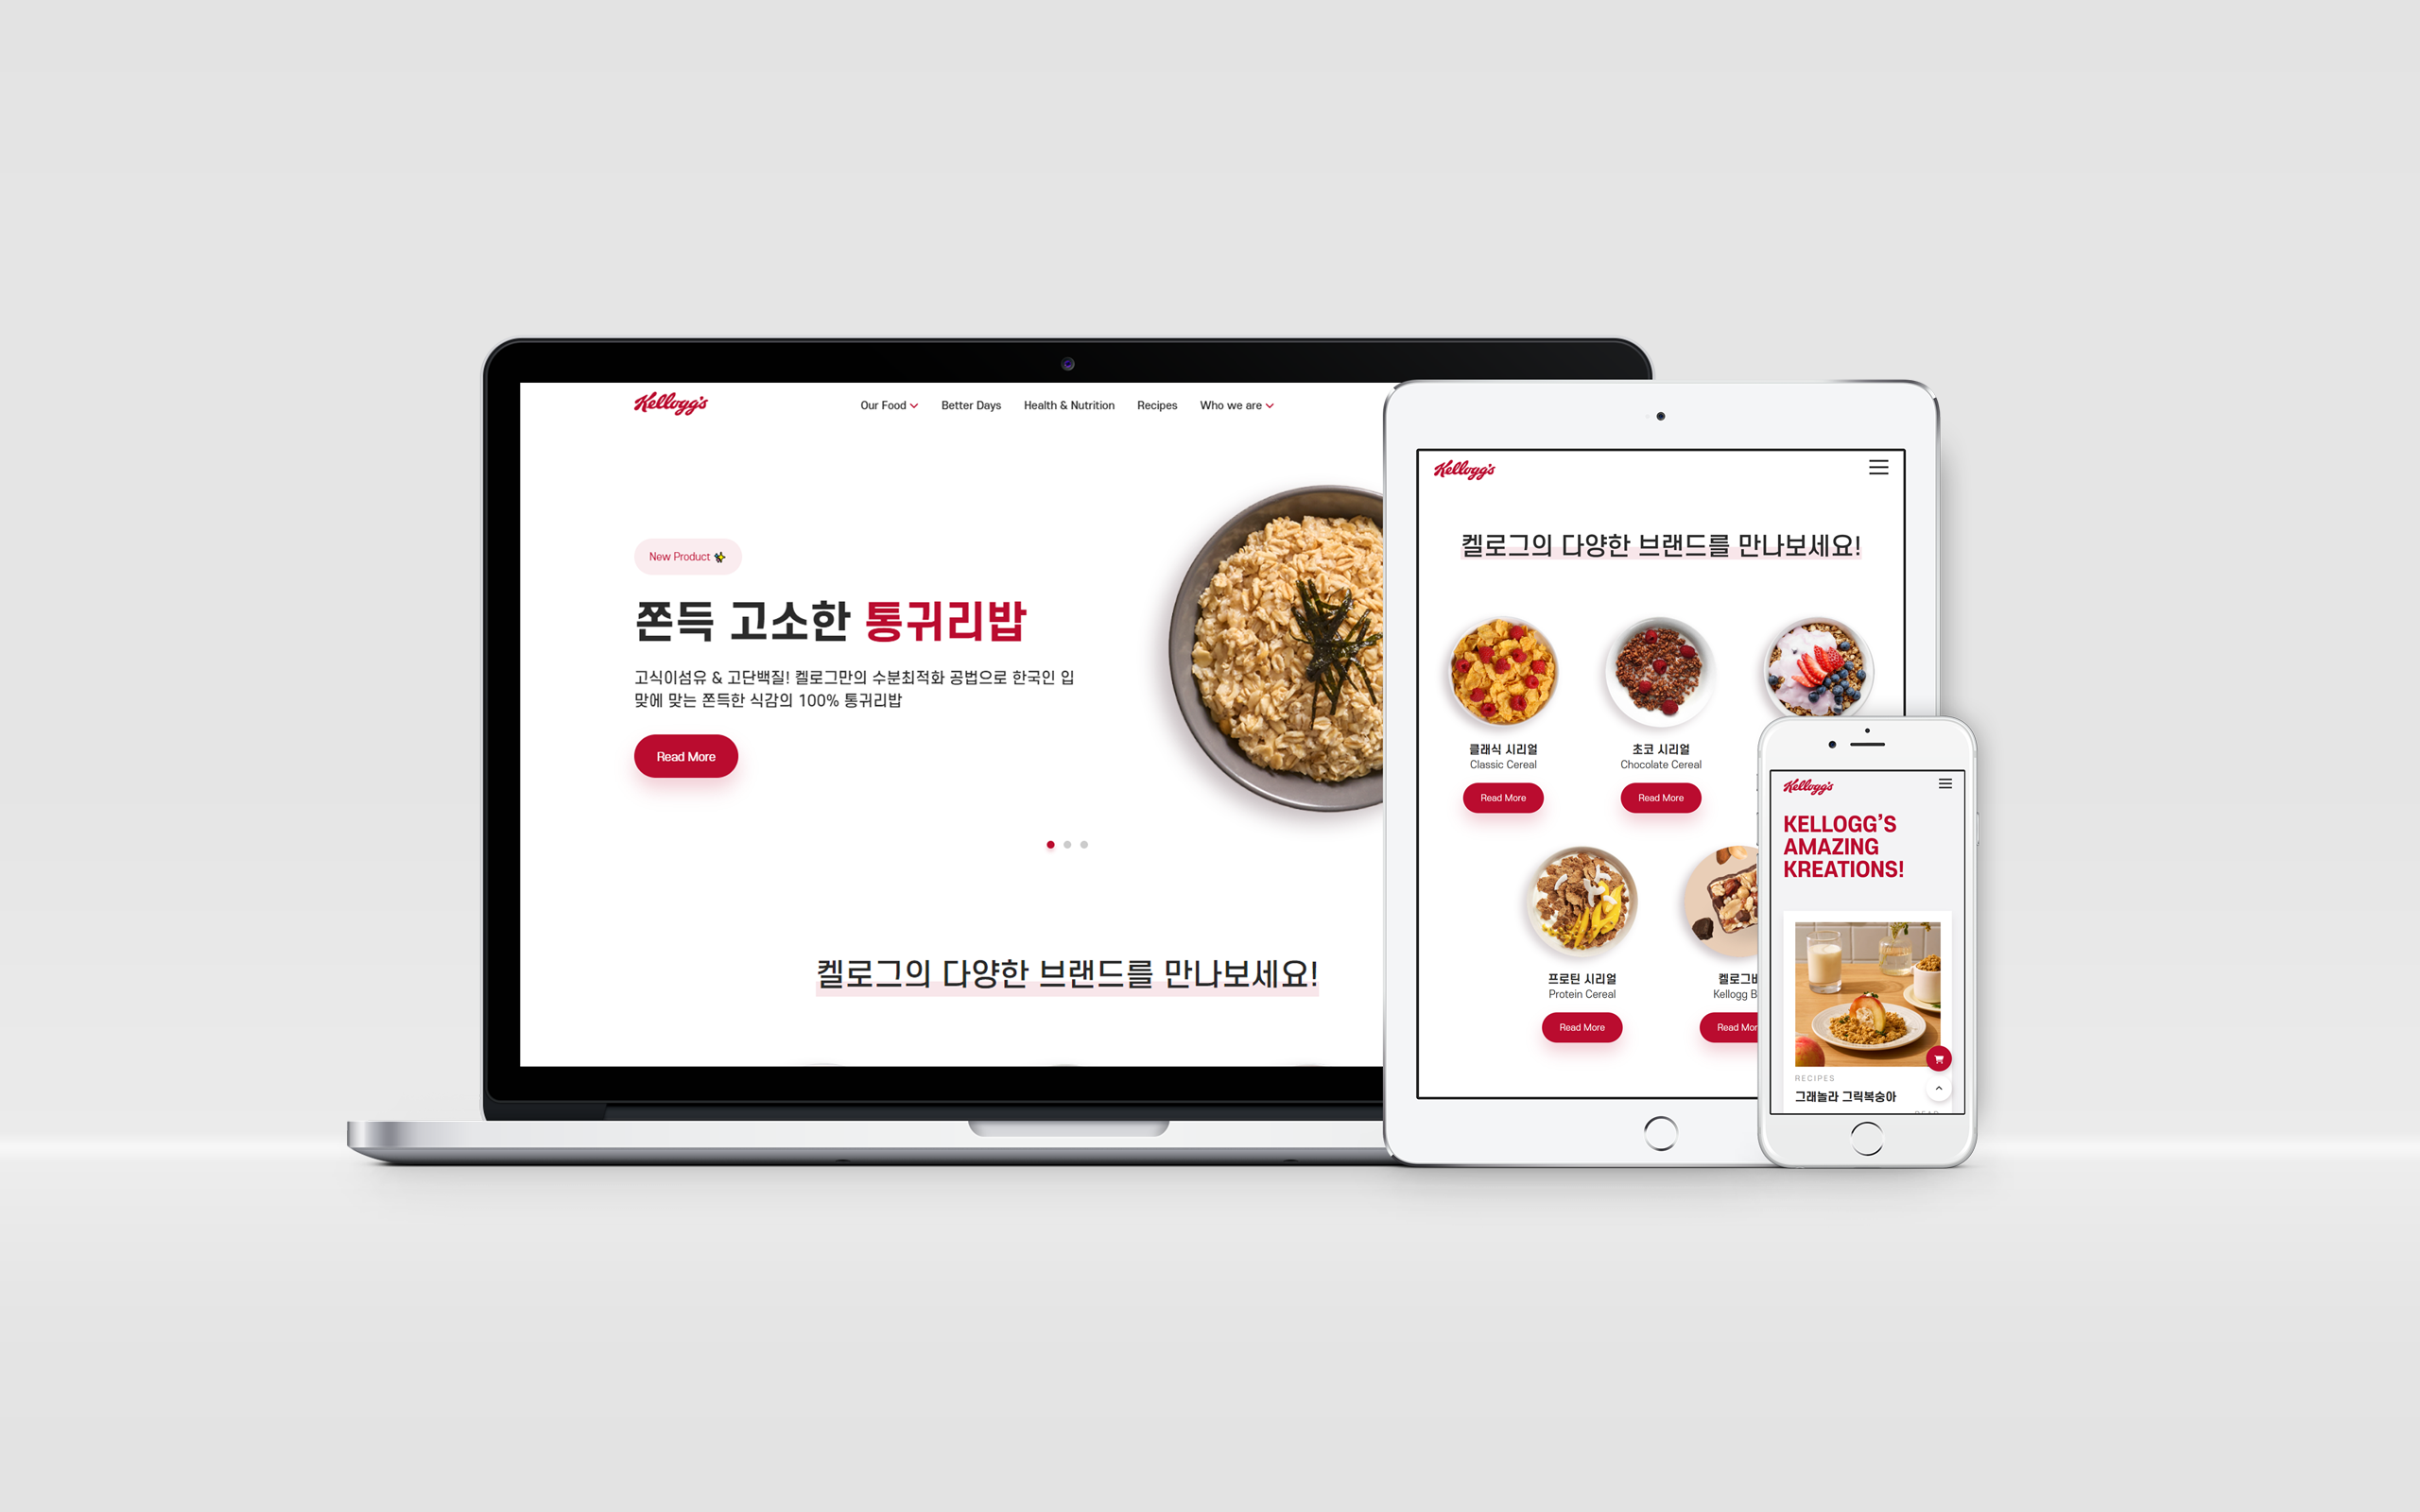 Kellogg's
Our Food
Better Days
Health & Nutrition
Recipes
Who we are
New Product
쫀득 고소한 통귀리밥
고식이섬유 & 고단백질! 켈로그만의 수분최적화 공법으로 한국인 입
맞에 맞는 쫀득한 식감의 100% 통귀리밥
Read More
켈로그의 다양한 브랜드를 만나보세요!
Kellogg's
켈로그의 다양한 브랜드를 만나보세요!
클래식 시리얼
Classic Cereal
Read More
초코 시리얼
Chocolate Cereal
Read More
프로틴 시리얼
Protein Cereal
Read More
켈로그바
Kellogg B
Read Mor
Kellogg's
KELLOGG'S
AMAZING
KREATIONS!
RECIPES
그래놀라 그릭복숭아